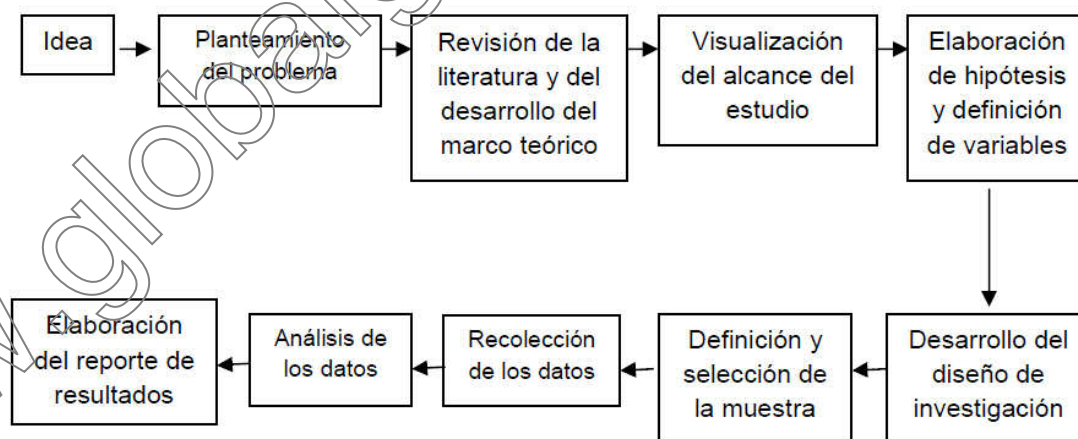 Idea
Planteamiento
del problema
Revisión de la
literatura y del
desarrollo del
marco teórico
Visualización
del alcance del
estudio
Elaboración
de hipótesis
y definición
de variables
Desarrollo del
diseño de
investigación
Definición y
selección de
la muestra
Recolección
de los datos
Análisis de
los datos
Elaboración
del reporte de
resultados